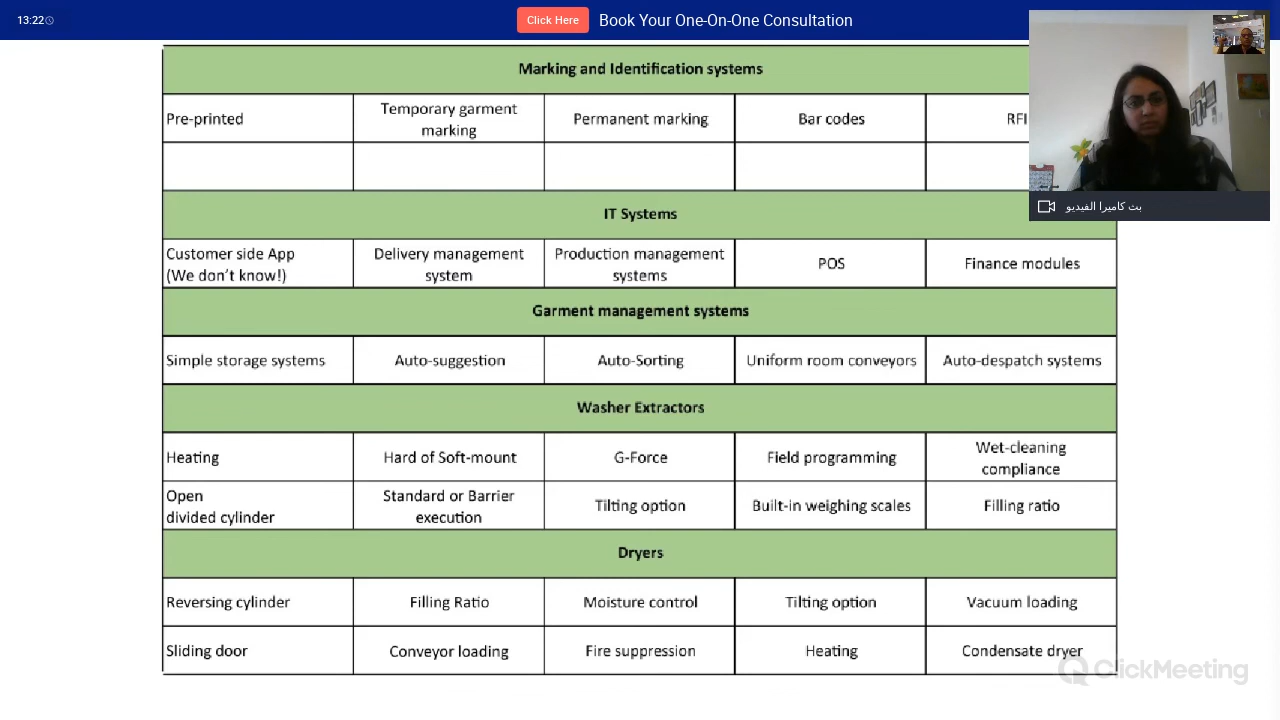 13:22
Click Here Book Your One-On-One Consultation
Marking and Identification systems
Pre-printed
Temporary garment
marking
Permanent marking
Bar codes
RFI
بث كاميرا الفيديو
IT Systems
Customer side App
(We don't know!)
Delivery management
system
Production management
systems
POS
Finance modules
Garment management systems
Simple storage systems
Auto-suggestion
Auto-Sorting
Uniform room conveyors
Auto-despatch systems
Washer Extractors
Heating
Hard of Soft-mount
G-Force
Field programming
Wet-cleaning
compliance
Open
divided cylinder
Standard or Barrier
execution
Tilting option
Built-in weighing scales
Filling ratio
Dryers
Reversing cylinder
Filling Ratio
Moisture control
Tilting option
Vacuum loading
Sliding door
Conveyor loading
Fire suppression
Heating
Condensate dryer
ClickMeeting